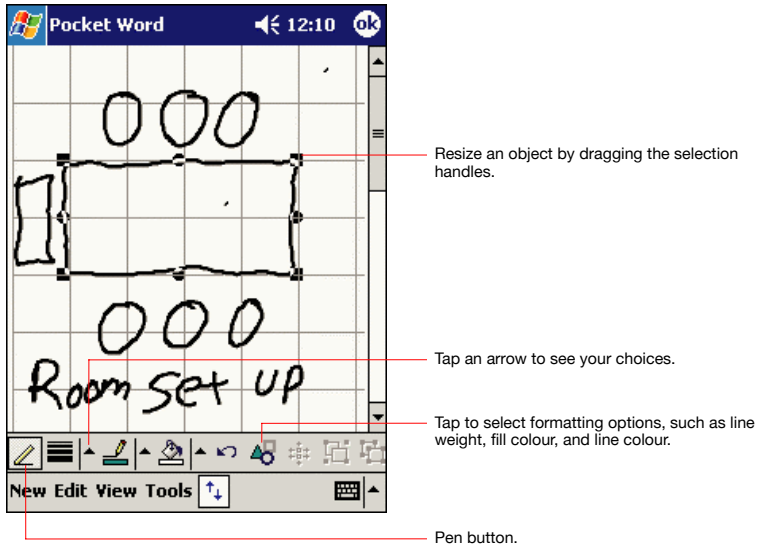 Pocket Word 12:10 ok
Resize an object by dragging the selection
handles.
Room set up
Tap an arrow to see your choices.
Tap to select formatting options, such as line
weight, fill colour, and line colour.
New Edit View Tools
Pen button.